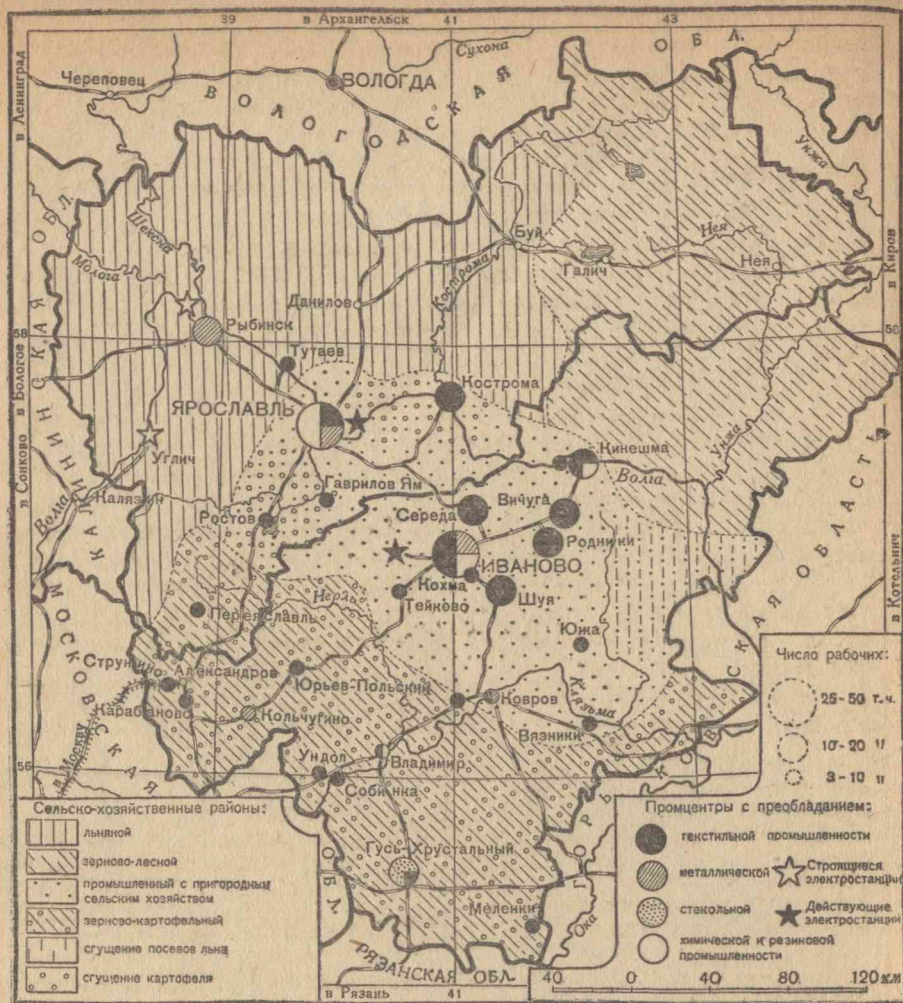 39
в Архангельск
41
43
О Б Л.
Сухона
Череповец
ВОЛОГДА
ВОЛОГОДСКАЯ
в Ленинград
Унжа
Шексна
Буй
Нея
Нея
Галич
Молога
Кострома
в Киров
Данилов
58
Рыбинск
58
в Бологое
Тутаев
Кострома
ЯРОСЛАВЛЬ
Кинешма
Унжа
Углич
Волга
в Сонково
КАЛИНИНСКАЯ ОБЛ.
Гаврилов Ям
Вичуга
Калязин
Середа
Волга
Ростов
Родники
ИВАНОВО
в Котельнич
Кохма
Нерль
Шуя
Тейково
Переяславль
Южа
МОСКОВСКАЯ
ОБЛ.
Струнино
Александров
Юрьев-Польский
Ковров
Клязьма
Карабаново
Кольчугино
Вязники
ГОРЬКОВСКАЯ ОБЛАСТЬ
в Москву
Ундол
Владимир
56
Собинка
Гусь-Хрустальный
Меленки
Ока
РЯЗАНСКАЯ ОБЛ.
в Рязань
41
Число рабочих:
25-50 т.ч.
10-20 "
3-10 "
Сельско-хозяйственные районы:
льняной
зерново-лесной
промышленный с пригородным
сельским хозяйством
зерново-картофельный
сгущение посевов льна
сгущение картофеля
Промцентры с преобладанием:
текстильной промышленности
металлической
Строящиеся
электростанции
стекольной
Действующие
электростанции
химической и резиновой
промышленности
40 0 40 80 120 км